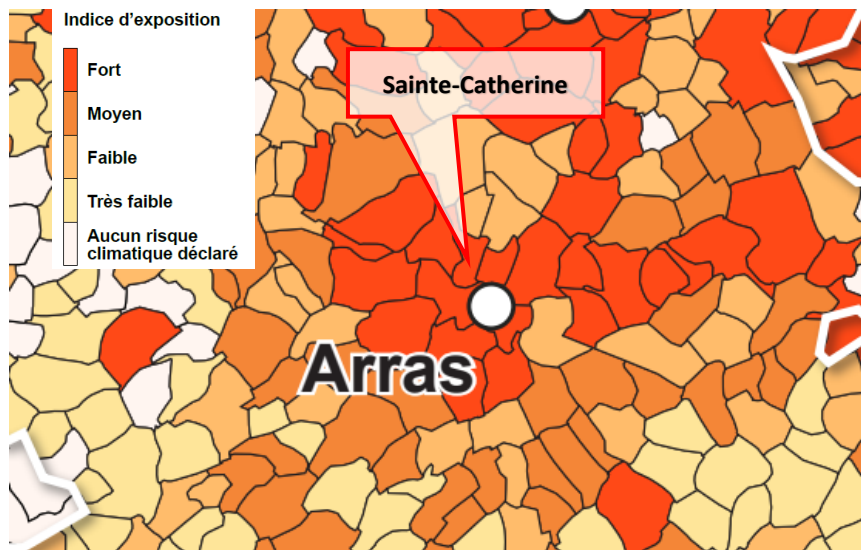 Indice d’exposition
Fort
Moyen
Faible
Très faible
Aucun risque
climatique déclaré
Sainte-Catherine
Arras